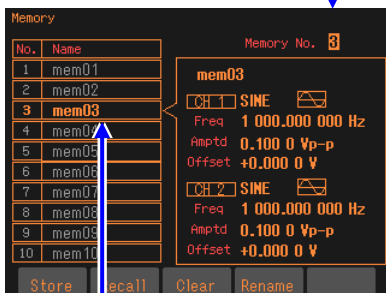 Memory
No. Name
1 mem01
2 mem02
3 mem03
4 mem04
5 mem05
6 mem06
7 mem07
8 mem08
9 mem09
10 mem10
Memory No. 3
mem03
CH 1 SINE
Freq 1 000.000 000 Hz
Amptd 0.100 0 Vp-p
Offset +0.000 0 V
CH 2 SINE
Freq 1 000.000 000 Hz
Amptd 0.100 0 Vp-p
Offset +0.000 0 V
Store Recall Clear Rename